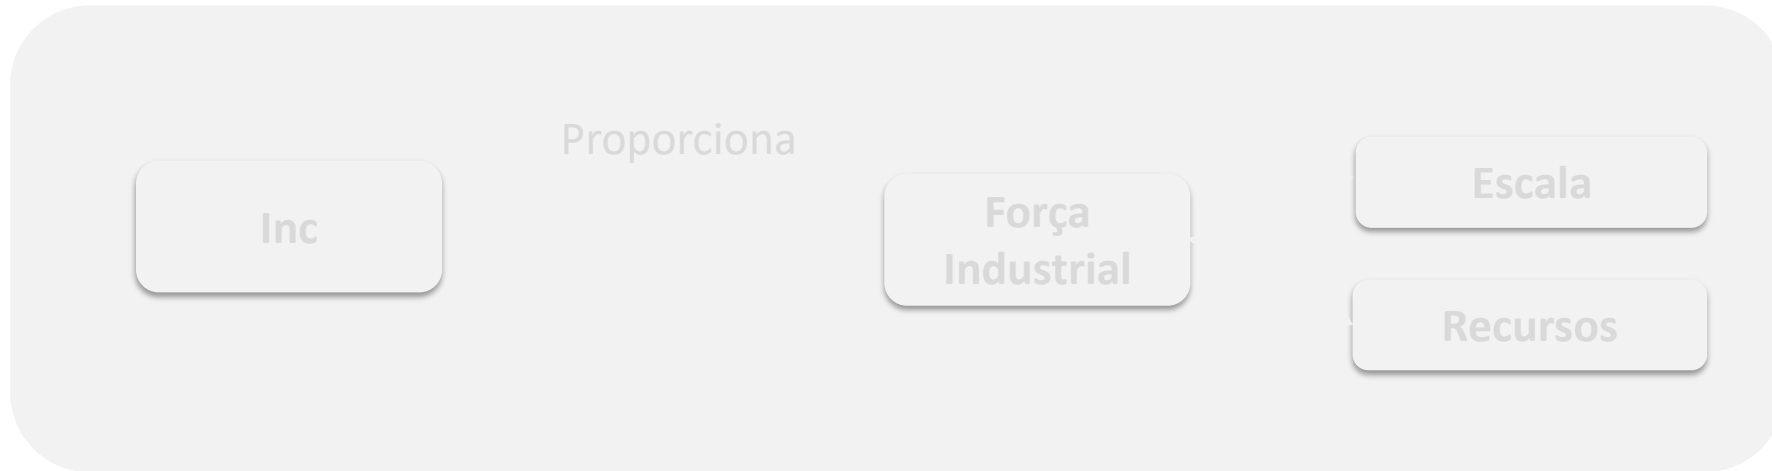 Inc
Proporciona
Força
Industrial
Escala
Recursos